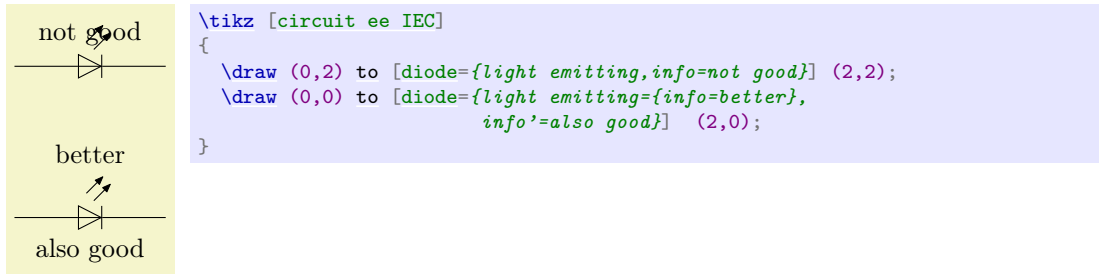 not good
better
also good
\tikz [circuit ee IEC]
{
  \draw (0,2) to [diode={light emitting,info=not good}] (2,2);
  \draw (0,0) to [diode={light emitting={info=better},
                         info’=also good}]  (2,0);
}